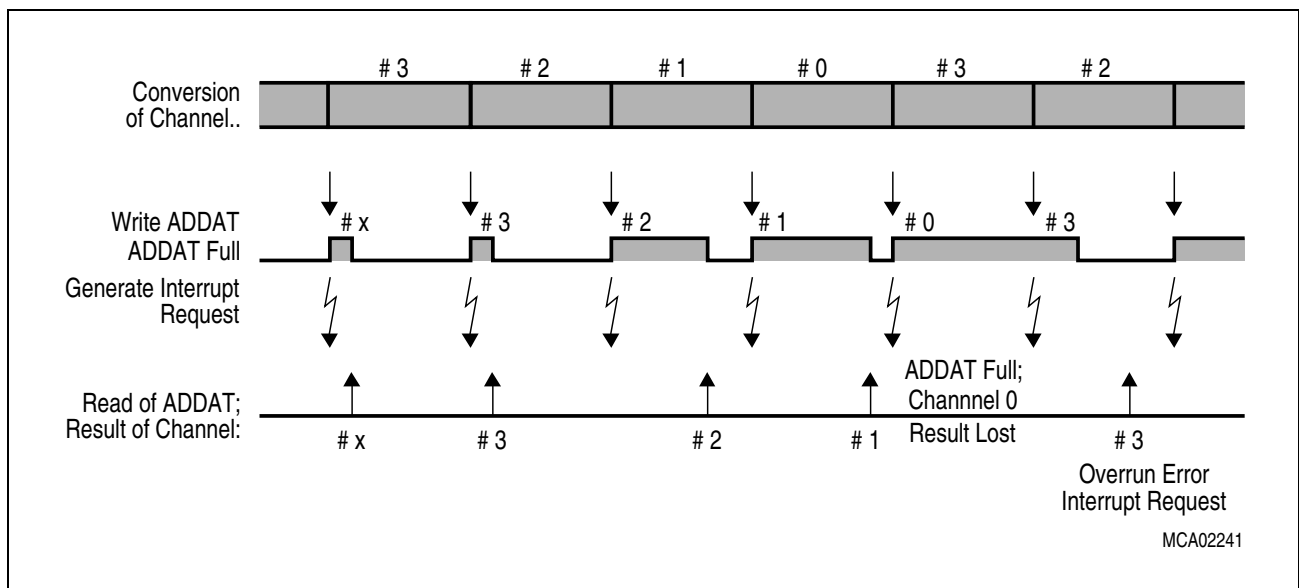 # 3 # 2 # 1 # 0 # 3 # 2
Conversion
of Channel..
Write ADDAT
ADDAT Full
# x # 3 # 2 # 1 # 0 # 3
Generate Interrupt
Request
Read of ADDAT;
Result of Channel:
ADDAT Full;
Channnel 0
Result Lost
# x # 3 # 2 # 1 # 3
Overrun Error
Interrupt Request
MCA02241